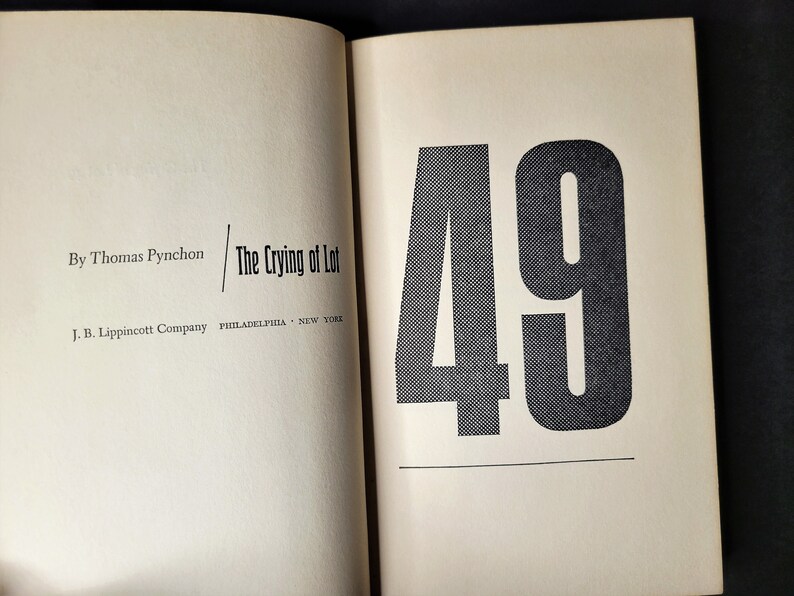 By Thomas Pynchon / The Crying of Lot 49
J. B. Lippincott Company PHILADELPHIA · NEW YORK